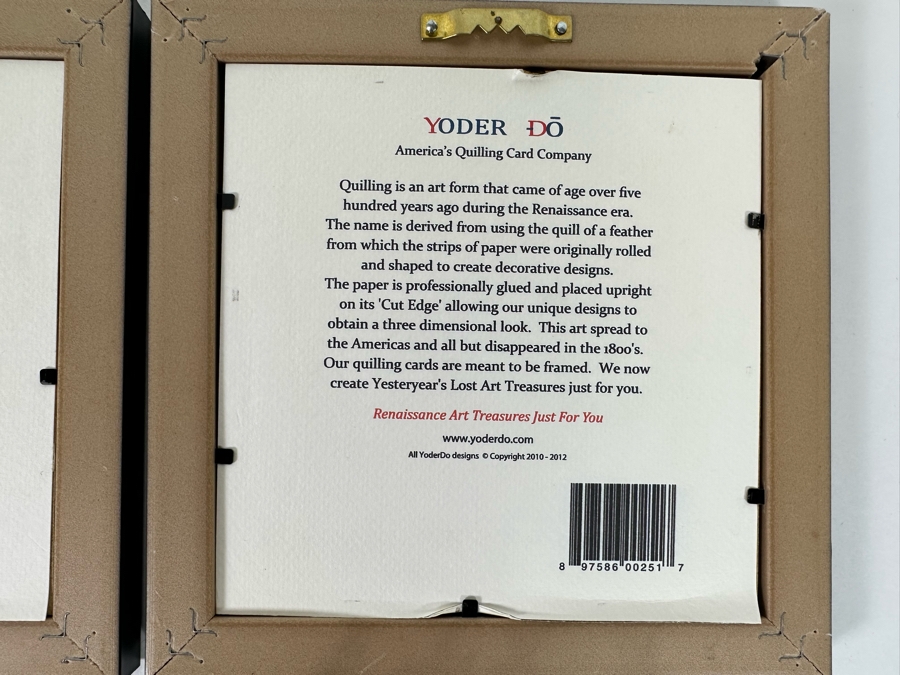 YODER DŌ
America's Quilling Card Company
Quilling is an art form that came of age over five
hundred years ago during the Renaissance era.
The name is derived from using the quill of a feather
from which the strips of paper were originally rolled
and shaped to create decorative designs.
The paper is professionally glued and placed upright
on its 'Cut Edge' allowing our unique designs to
obtain a three dimensional look. This art spread to
the Americas and all but disappeared in the 1800's.
Our quilling cards are meant to be framed. We now
create Yesteryear's Lost Art Treasures just for you.
Renaissance Art Treasures Just For You
www.yoderdo.com
All YoderDo designs © Copyright 2010 - 2012
8 97586 00251 7